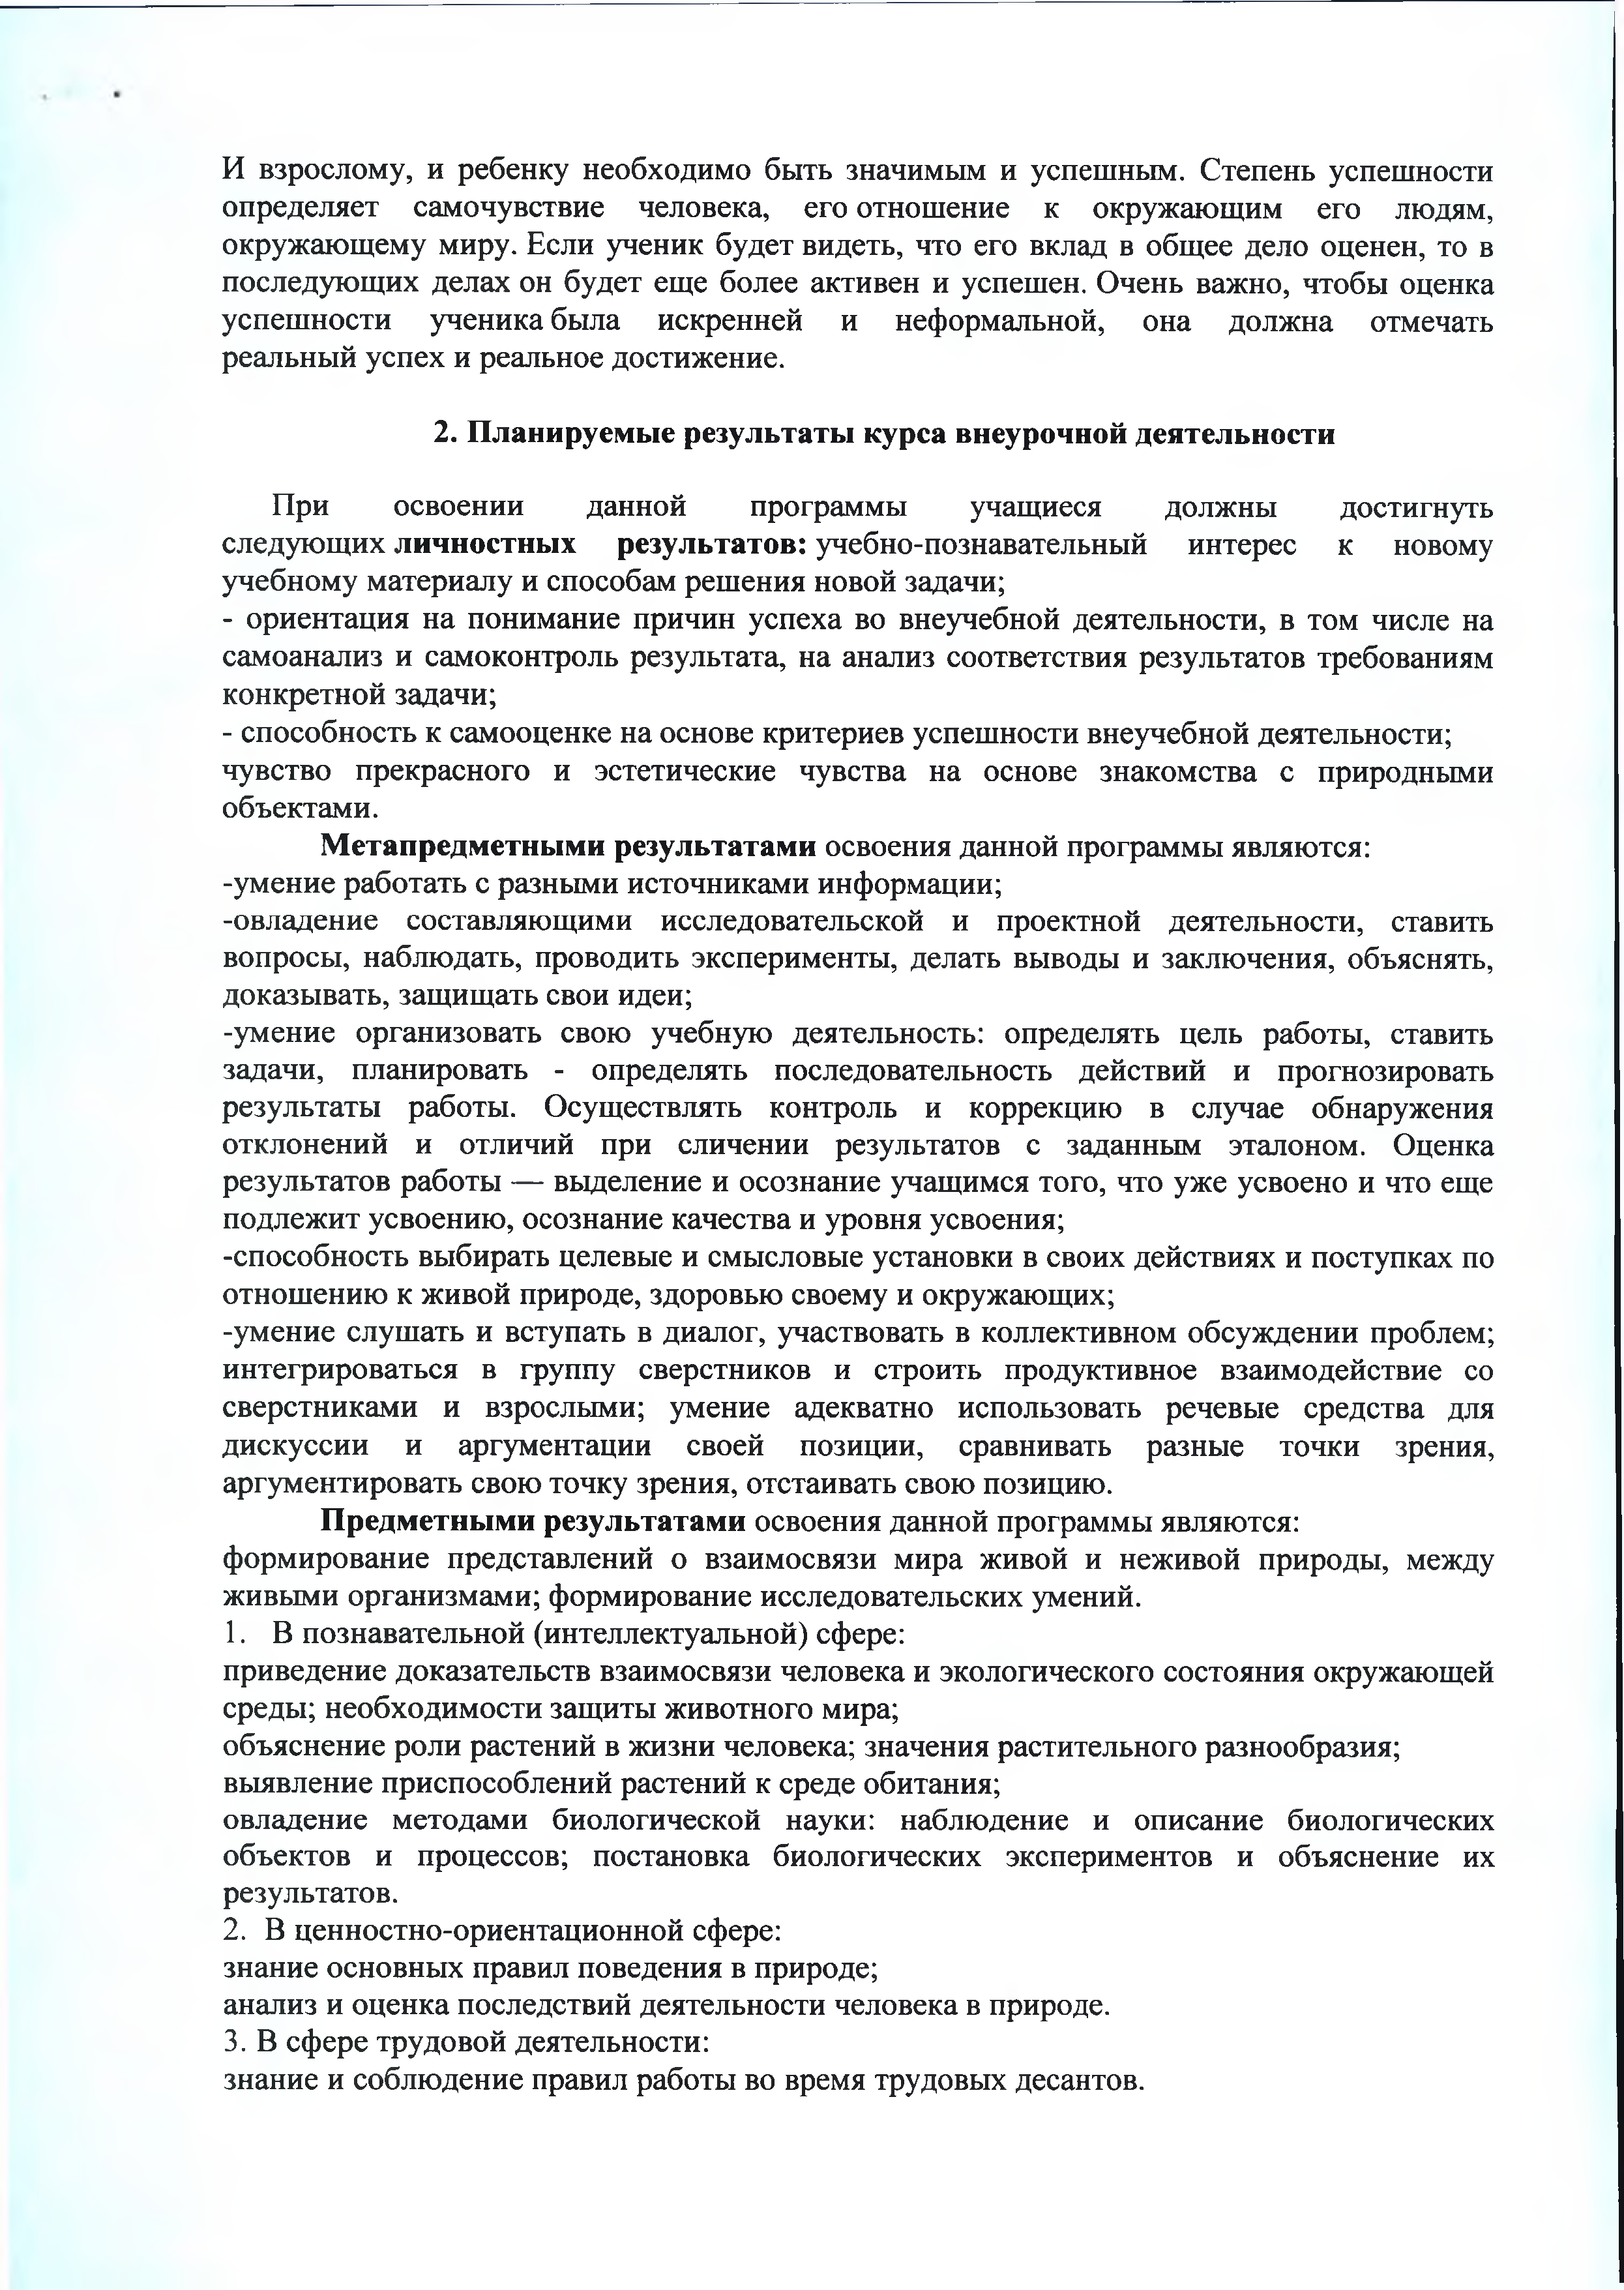 И взрослому, и ребенку необходимо быть значимым и успешным. Степень успешности
определяет самочувствие человека, его отношение к окружающим его людям,
окружающему миру. Если ученик будет видеть, что его вклад в общее дело оценен, то в
последующих делах он будет еще более активен и успешен. Очень важно, чтобы оценка
успешности ученика была искренней и неформальной, она должна отмечать
реальный успех и реальное достижение.
2. Планируемые результаты курса внеурочной деятельности
При освоении данной программы учащиеся должны достигнуть
следующих личностных результатов: учебно-познавательный интерес к новому
учебному материалу и способам решения новой задачи;
- ориентация на понимание причин успеха во внеучебной деятельности, в том числе на
самоанализ и самоконтроль результата, на анализ соответствия результатов требованиям
конкретной задачи;
- способность к самооценке на основе критериев успешности внеучебной деятельности;
чувство прекрасного и эстетические чувства на основе знакомства с природными
объектами.
Метапредметными результатами освоения данной программы являются:
-умение работать с разными источниками информации;
-овладение составляющими исследовательской и проектной деятельности, ставить
вопросы, наблюдать, проводить эксперименты, делать выводы и заключения, объяснять,
доказывать, защищать свои идеи;
-умение организовать свою учебную деятельность: определять цель работы, ставить
задачи, планировать - определять последовательность действий и прогнозировать
результаты работы. Осуществлять контроль и коррекцию в случае обнаружения
отклонений и отличий при сличении результатов с заданным эталоном. Оценка
результатов работы — выделение и осознание учащимся того, что уже усвоено и что еще
подлежит усвоению, осознание качества и уровня усвоения;
-способность выбирать целевые и смысловые установки в своих действиях и поступках по
отношению к живой природе, здоровью своему и окружающих;
-умение слушать и вступать в диалог, участвовать в коллективном обсуждении проблем;
интегрироваться в группу сверстников и строить продуктивное взаимодействие со
сверстниками и взрослыми; умение адекватно использовать речевые средства для
дискуссии и аргументации своей позиции, сравнивать разные точки зрения,
аргументировать свою точку зрения, отстаивать свою позицию.
Предметными результатами освоения данной программы являются:
формирование представлений о взаимосвязи мира живой и неживой природы, между
живыми организмами; формирование исследовательских умений.
1. В познавательной (интеллектуальной) сфере:
приведение доказательств взаимосвязи человека и экологического состояния окружающей
среды; необходимости защиты животного мира;
объяснение роли растений в жизни человека; значения растительного разнообразия;
выявление приспособлений растений к среде обитания;
овладение методами биологической науки: наблюдение и описание биологических
объектов и процессов; постановка биологических экспериментов и объяснение их
результатов.
2. В ценностно-ориентационной сфере:
знание основных правил поведения в природе;
анализ и оценка последствий деятельности человека в природе.
3. В сфере трудовой деятельности:
знание и соблюдение правил работы во время трудовых десантов.